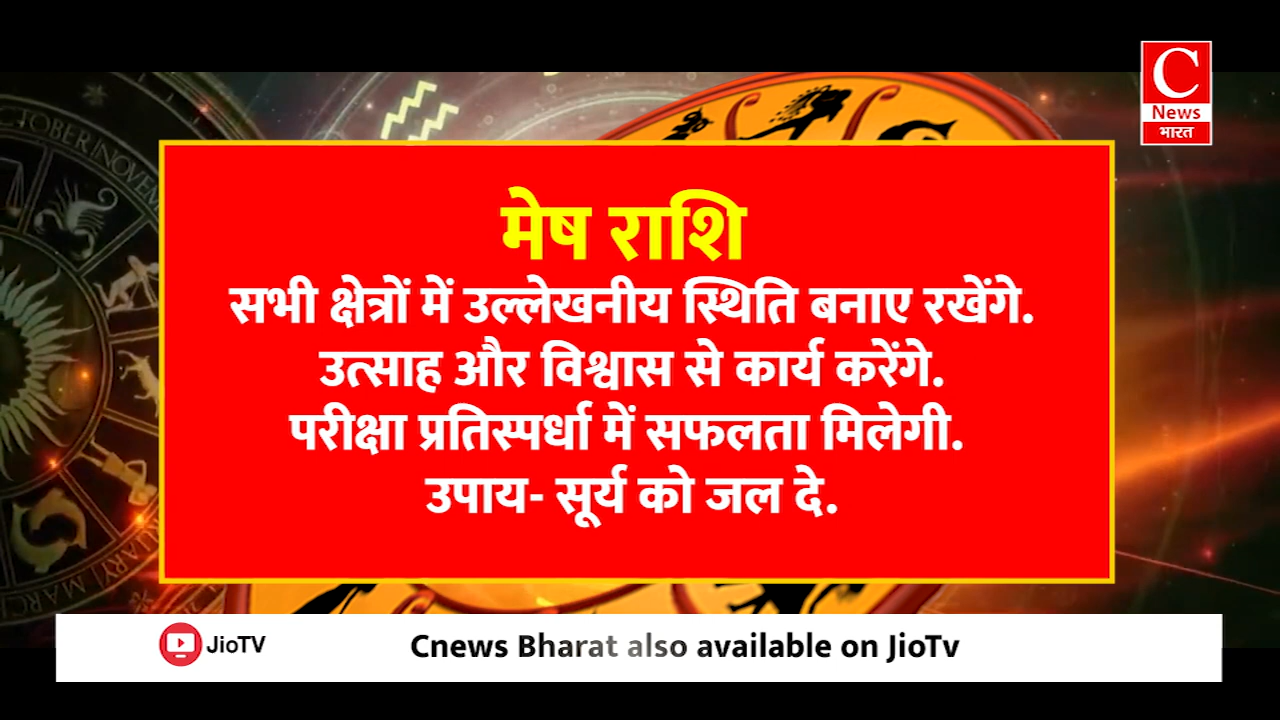 C
News
भारत
मेष राशि
सभी क्षेत्रों में उल्लेखनीय स्थिति बनाए रखेंगे.
उत्साह और विश्वास से कार्य करेंगे.
परीक्षा प्रतिस्पर्धा में सफलता मिलेगी.
उपाय- सूर्य को जल दे.
JioTV
Cnews Bharat also available on JioTv